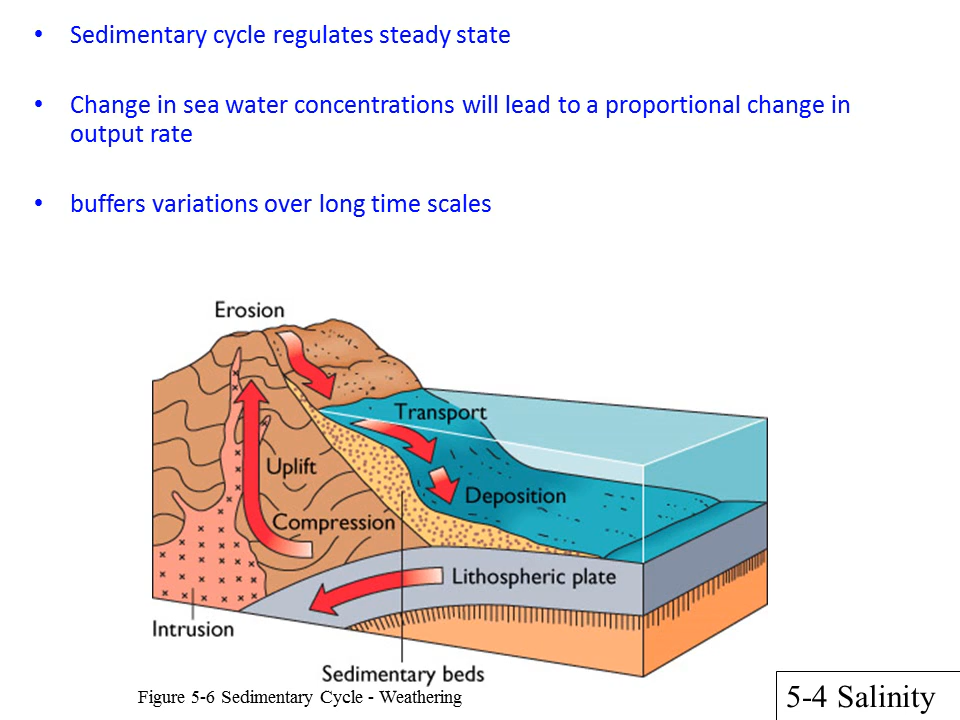 • Sedimentary cycle regulates steady state
• Change in sea water concentrations will lead to a proportional change in
output rate
• buffers variations over long time scales
Erosion
Transport
Uplift
Deposition
Compression
Lithospheric plate
Intrusion
Sedimentary beds
Figure 5-6 Sedimentary Cycle - Weathering
5-4 Salinity